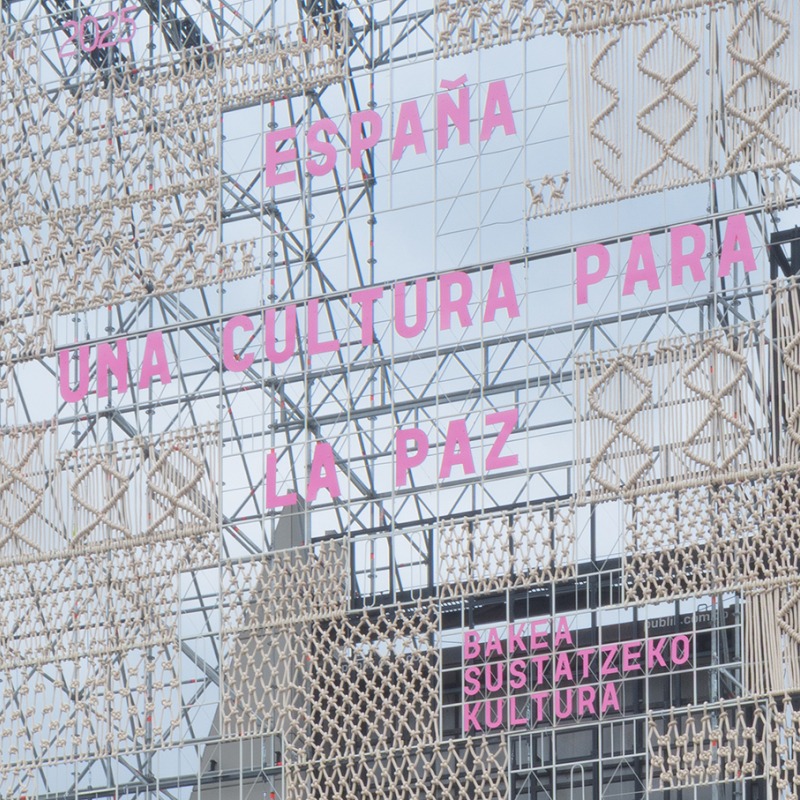 2025
ESPAÑA
UNA CULTURA PARA
LA PAZ
BAKEA
SUSTATZEKO
KULTURA